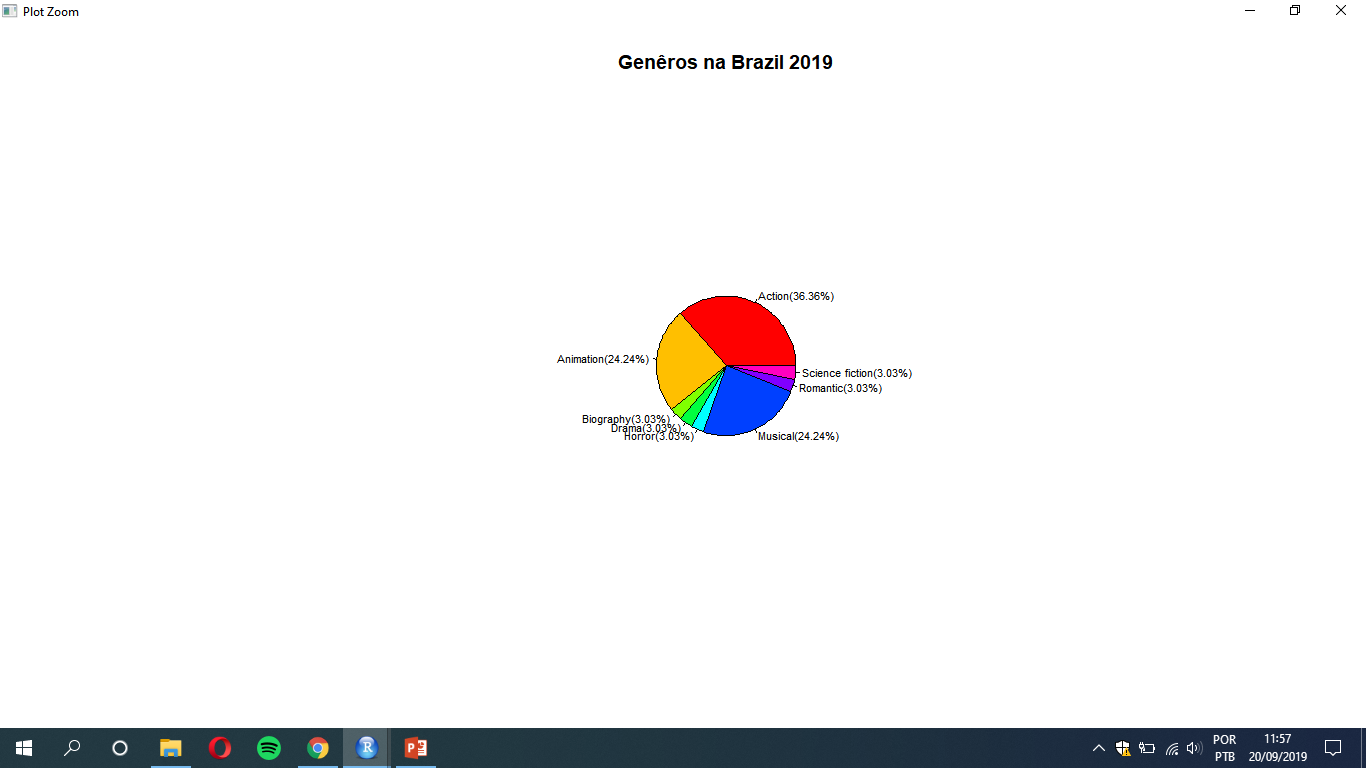 Plot Zoom
Genêros na Brazil 2019
Action(36.36%)
Animation(24.24%)
Science fiction(3.03%)
Romantic(3.03%)
Biography(3.03%)
Drama(3.03%)
Horror(3.03%)
Musical(24.24%)
POR
PTB
11:57
20/09/2019